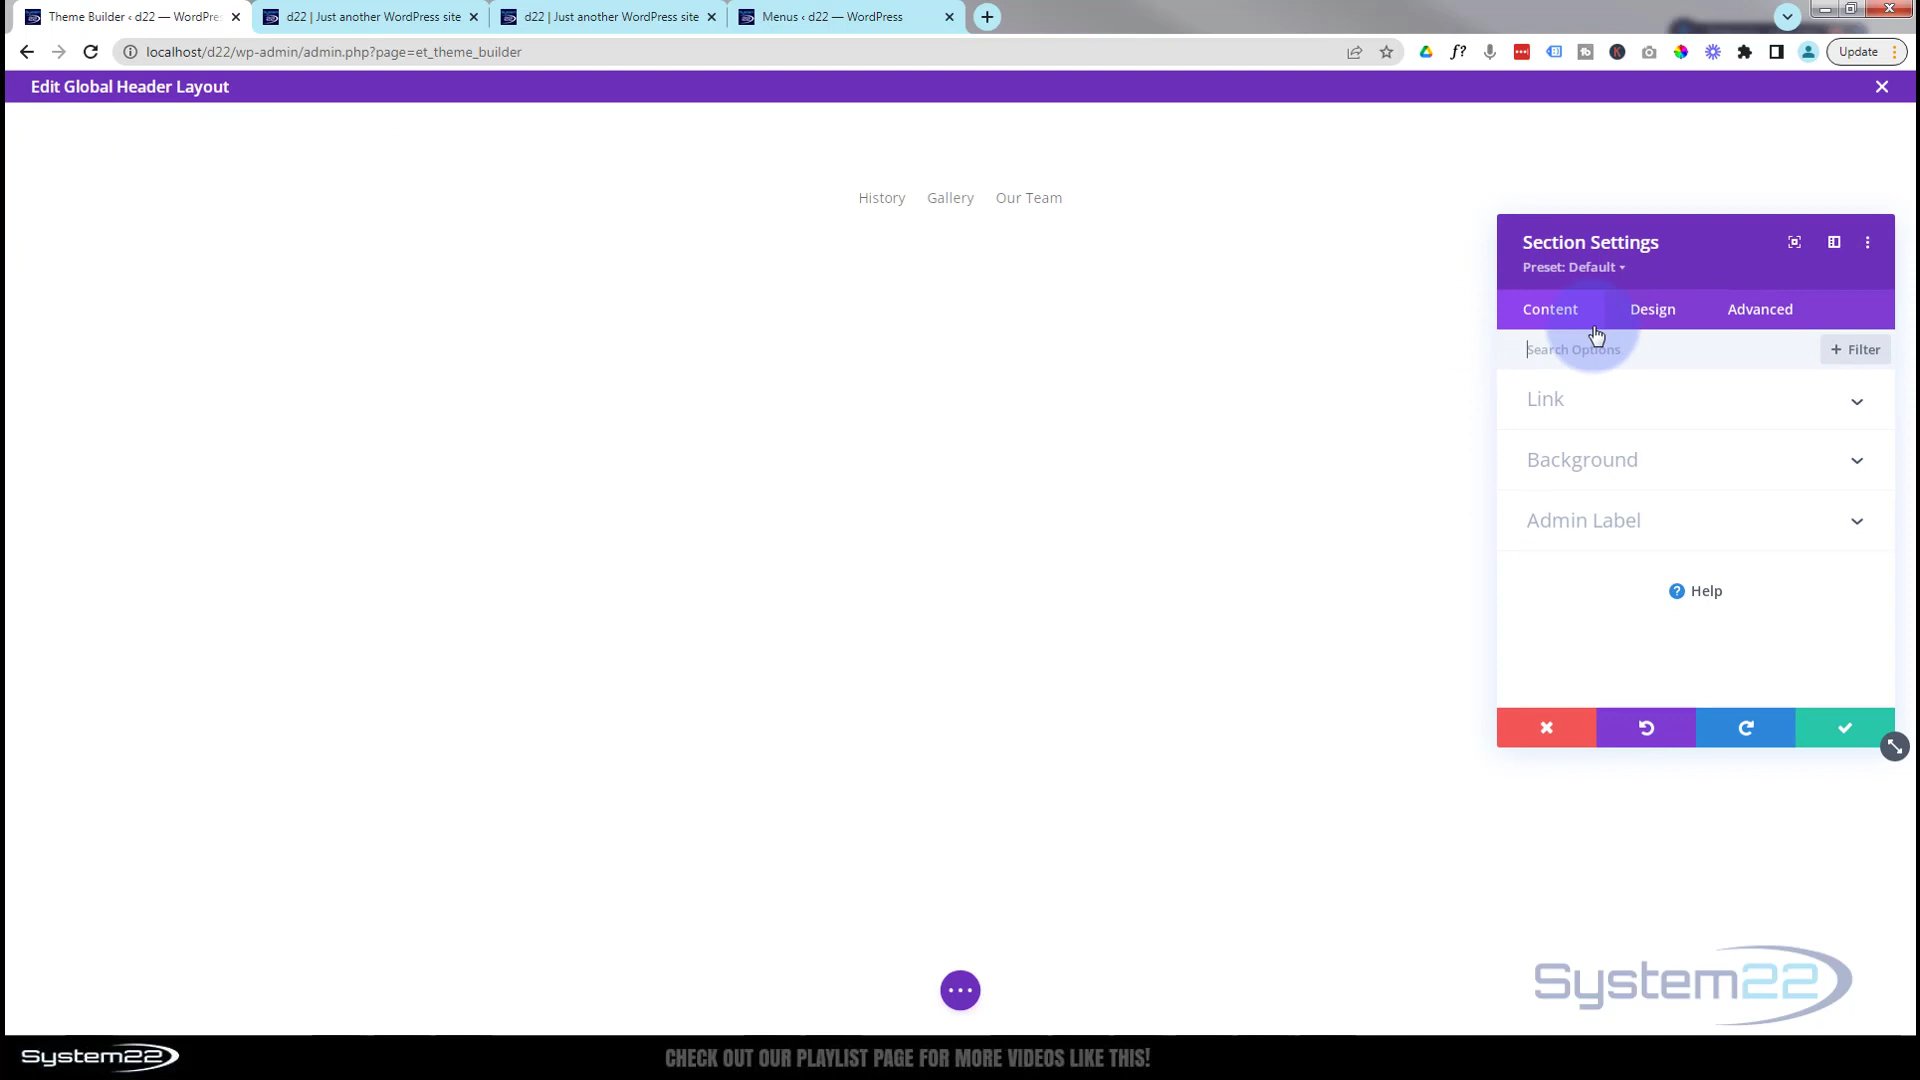 Theme Builder ‹ d22 — WordPres
d22 | Just another WordPress site
d22 | Just another WordPress site
Menus ‹ d22 — WordPress
localhost/d22/wp-admin/admin.php?page=et_theme_builder
f?
Update
Edit Global Header Layout
History Gallery Our Team
Section Settings
Preset: Default
Content Design Advanced
Search Options
+ Filter
Link
Background
Admin Label
? Help
System22
System22
CHECK OUT OUR PLAYLIST PAGE FOR MORE VIDEOS LIKE THIS!